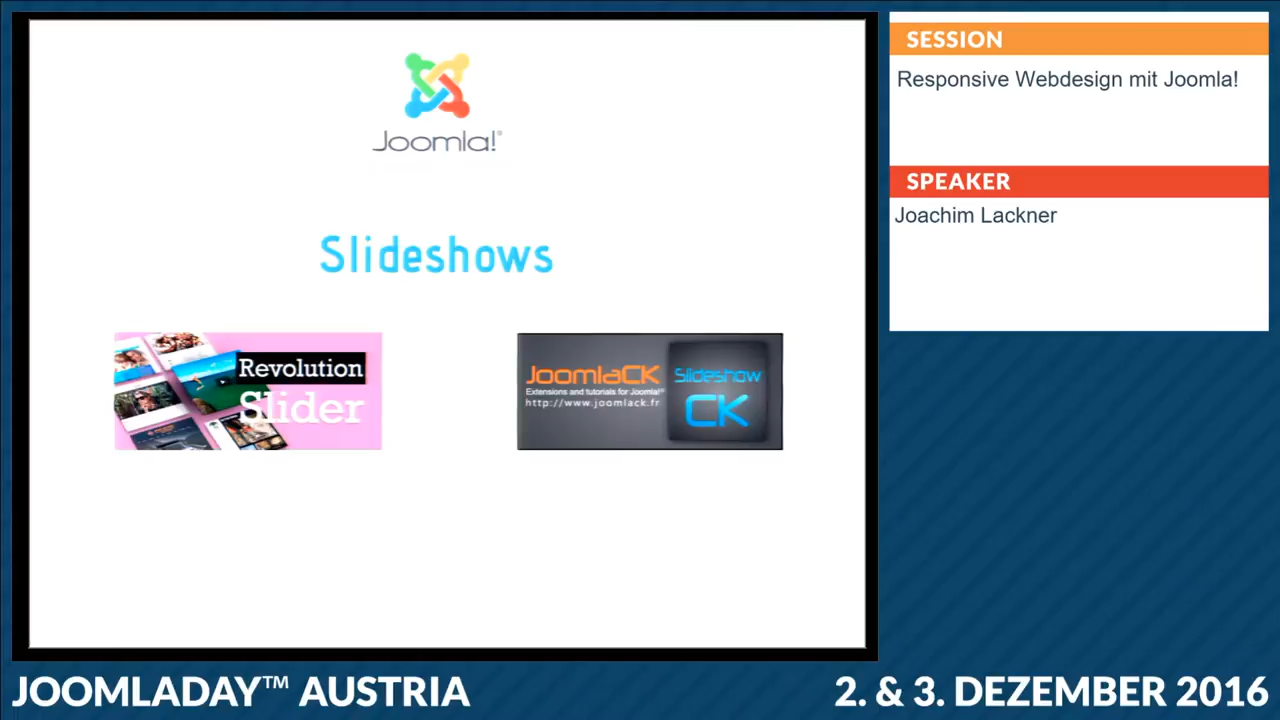 Joomla!®
Slideshows
Revolution
Slider
JoomlaCK
Extensions and tutorials for Joomla!®
http://www.joomlack.fr
Slideshow
CK
SESSION
Responsive Webdesign mit Joomla!
SPEAKER
Joachim Lackner
JOOMLADAY™ AUSTRIA
2. & 3. DEZEMBER 2016